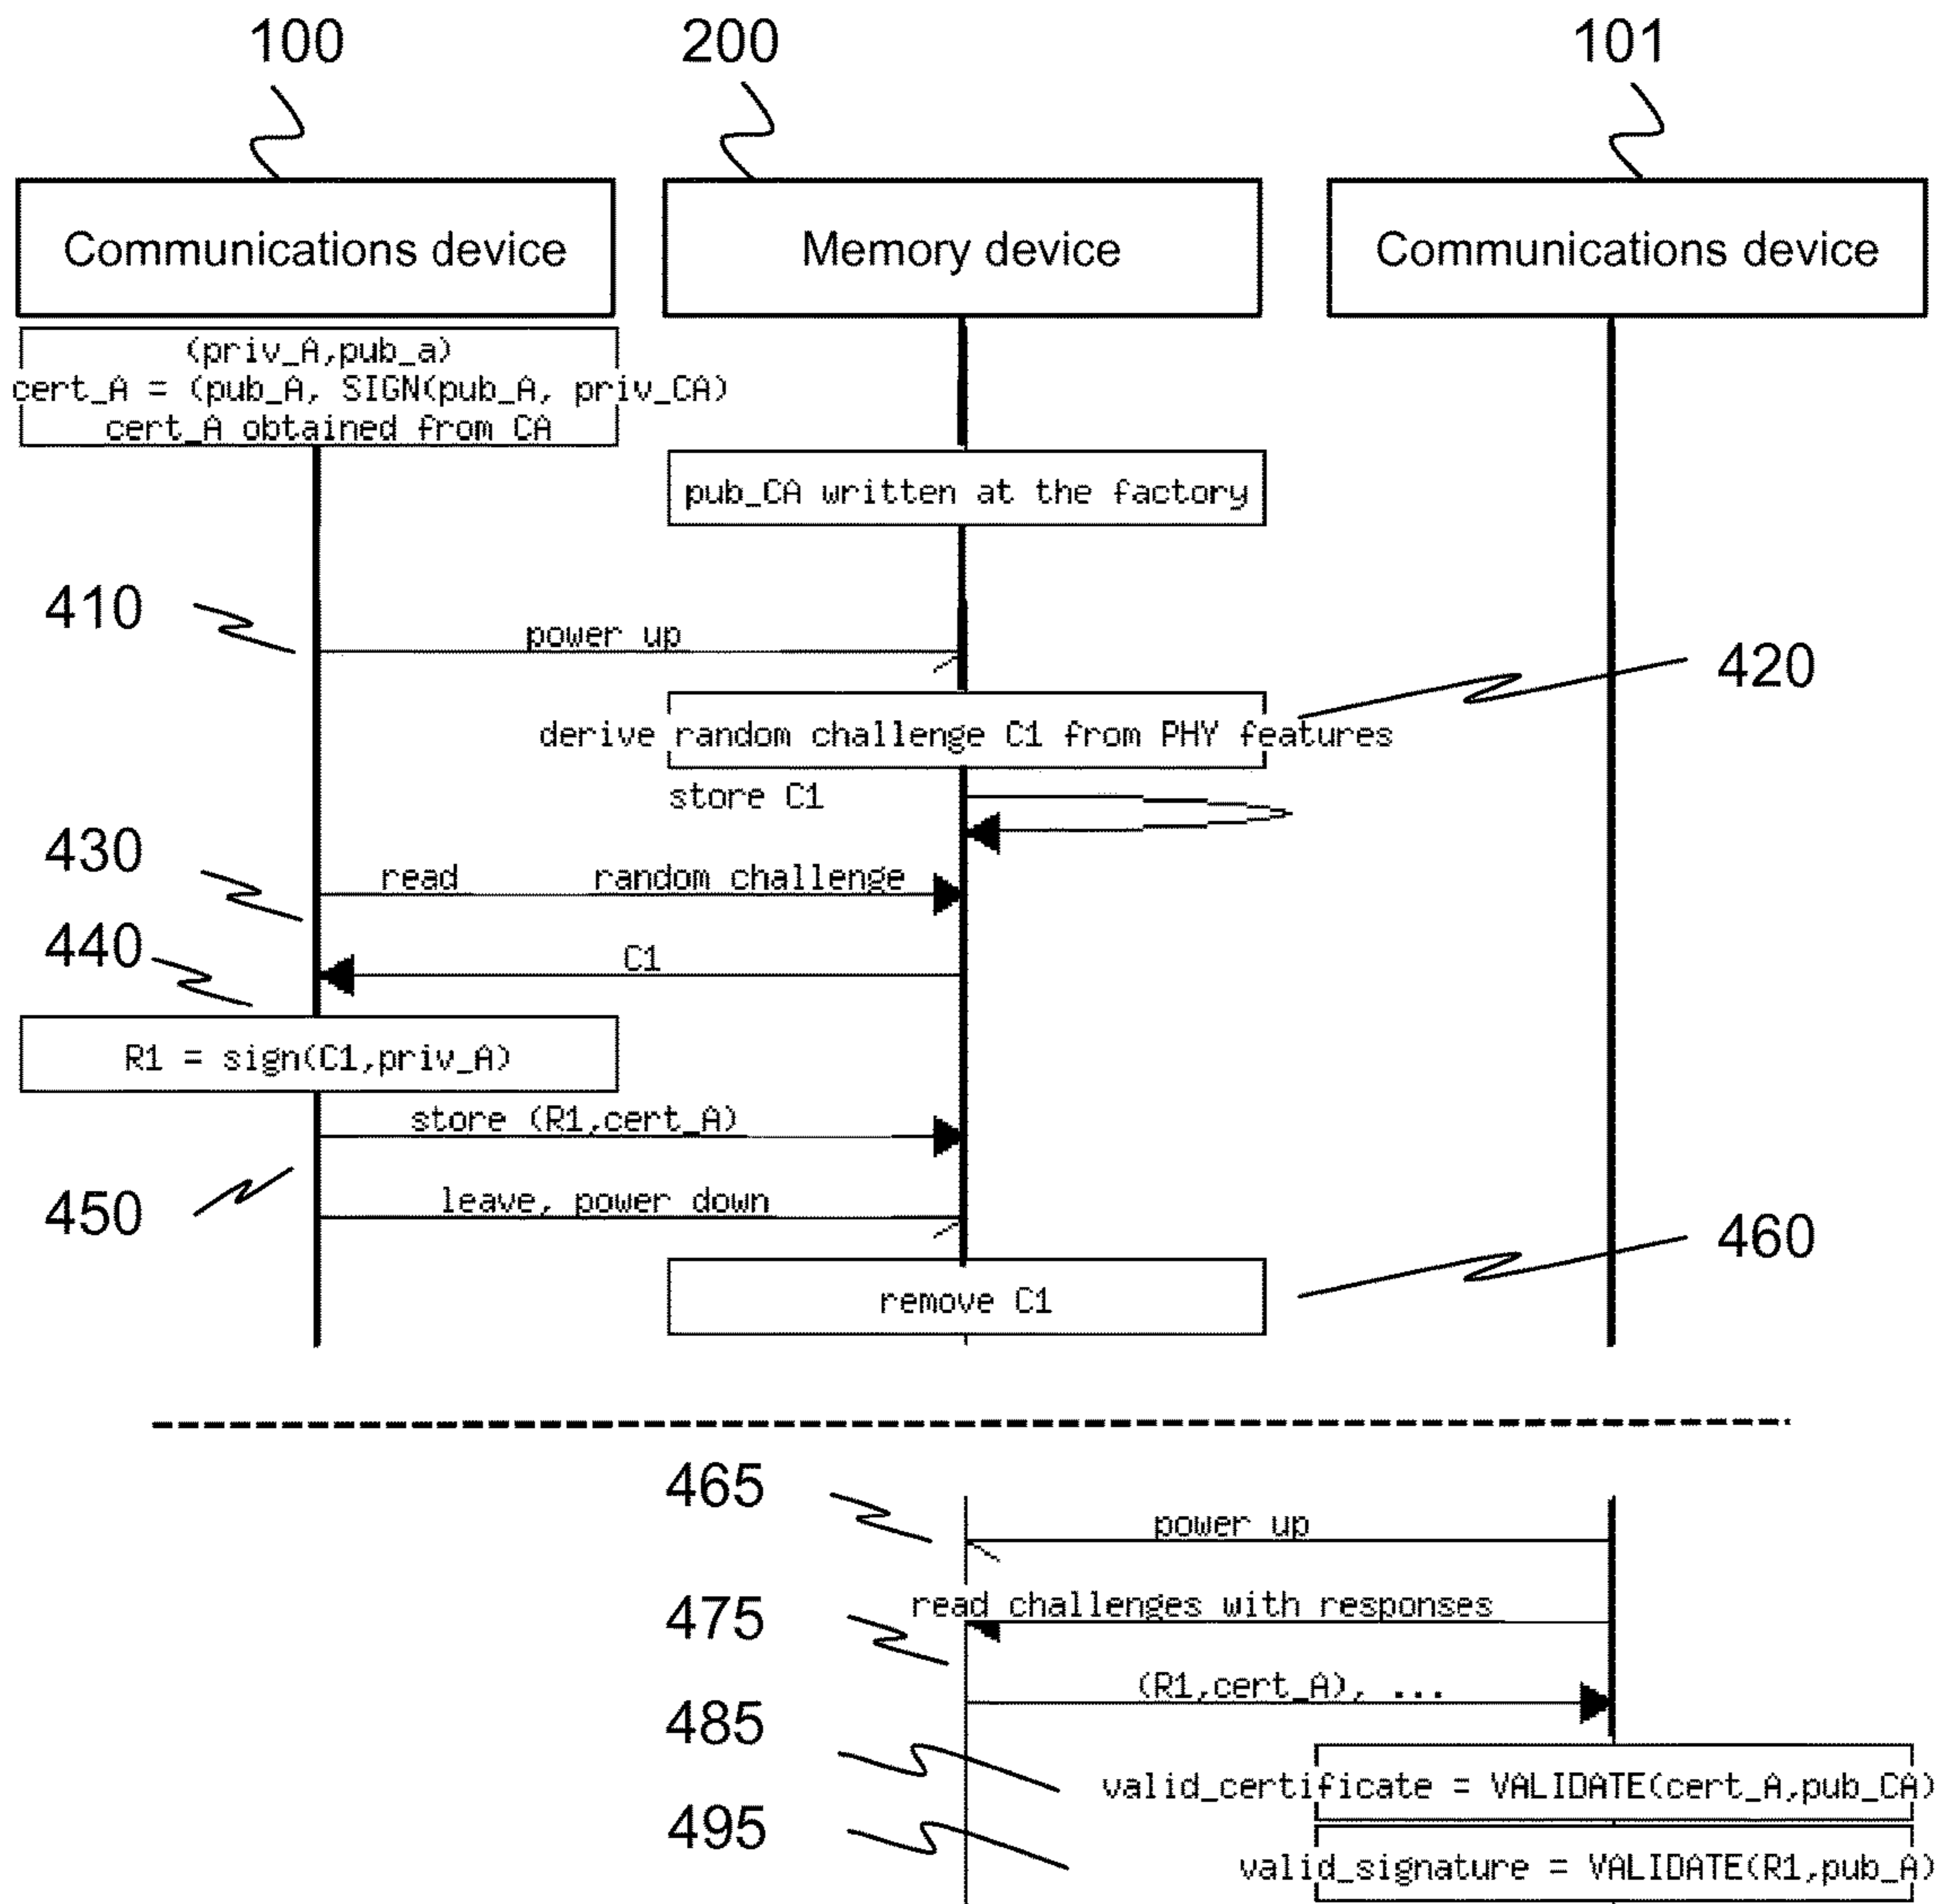 100
200
101
Communications device
Memory device
Communications device
(priv_A,pub_a)
cert_A = (pub_A, SIGN(pub_A, priv_CA)
cert_A obtained from CA
pub_CA written at the factory
410
power up
420
derive random challenge C1 from PHY features
store C1
430
read random challenge
440
C1
R1 = sign(C1,priv_A)
store (R1,cert_A)
450
leave, power down
460
remove C1
465
power up
475
read challenges with responses
(R1,cert_A), ...
485
valid_certificate = VALIDATE(cert_A,pub_CA)
495
valid_signature = VALIDATE(R1,pub_A)